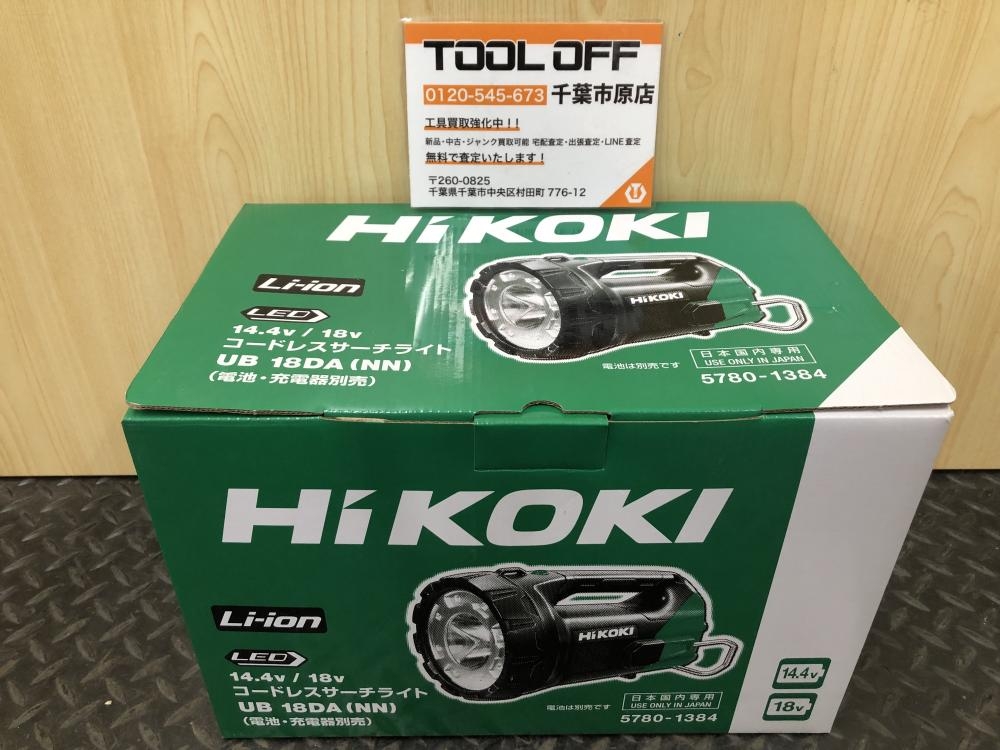 TOOL OFF
0120-545-673 千葉市原店
工具買取強化中！！
新品・中古・ジャンク買取可能 宅配査定・出張査定・LINE査定
無料で査定いたします！
〒260-0825
千葉県千葉市中央区村田町 776-12
HiKOKI
Li-ion
LED
14.4v / 18v
コードレスサーチライト
UB 18DA (NN)
(電池・充電器別売)
HiKOKI
電池は別売です
日本国内専用
USE ONLY IN JAPAN
5780-1384
HiKOKI
Li-ion
LED
14.4v / 18v
コードレスサーチライト
UB 18DA (NN)
(電池・充電器別売)
HiKOKI
電池は別売です
日本国内専用
USE ONLY IN JAPAN
5780-1384
14.4v
18v